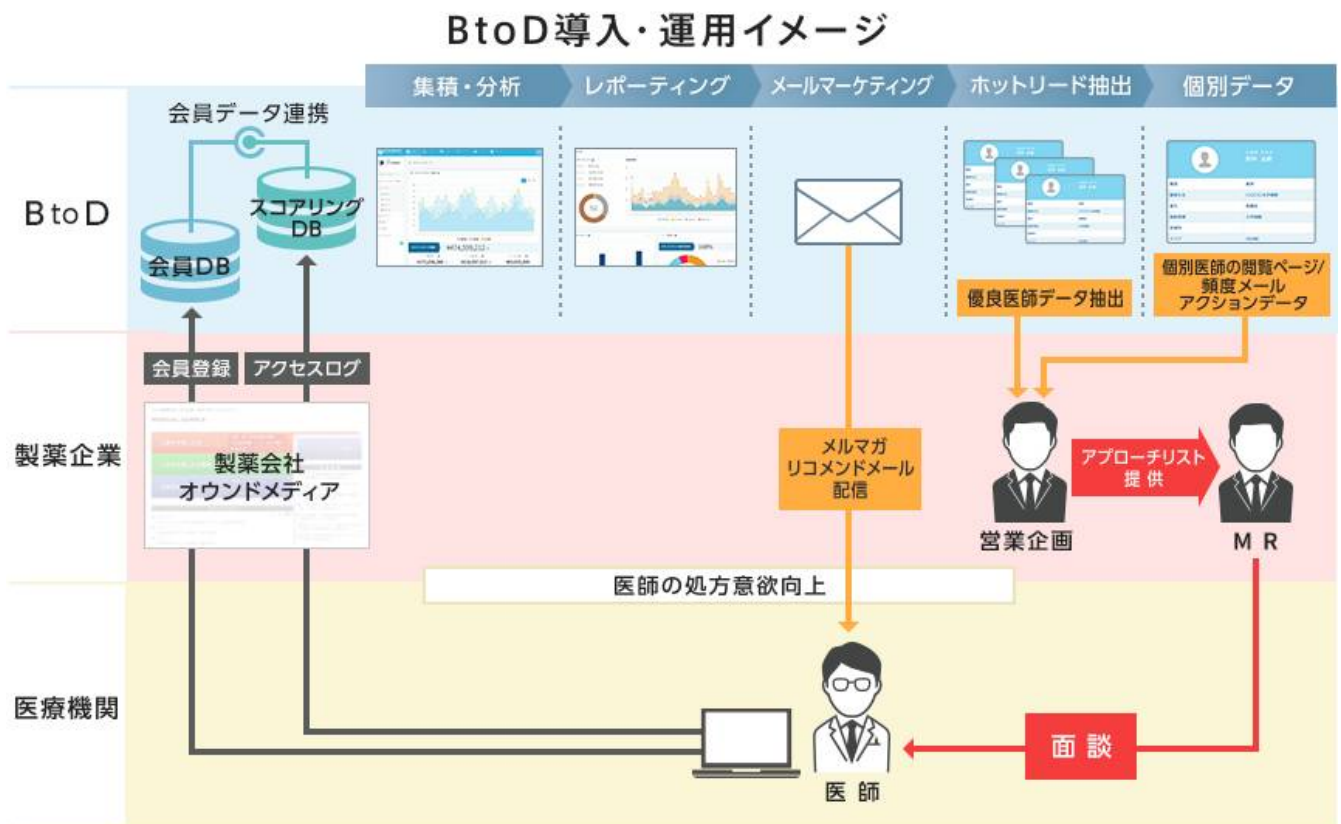 BtoD導入・運用イメージ
集積・分析
レポーティング
メールマーケティング
ホットリード抽出
個別データ
BtoD
会員データ連携
スコアリング
DB
会員DB
優良医師データ抽出
個別医師の閲覧ページ/
頻度メール
アクションデータ
製薬企業
会員登録
アクセスログ
製薬会社
オウンドメディア
メルマガ
リコメンドメール
配信
アプローチリスト
提供
営業企画
MR
医師の処方意欲向上
医療機関
面談
医師